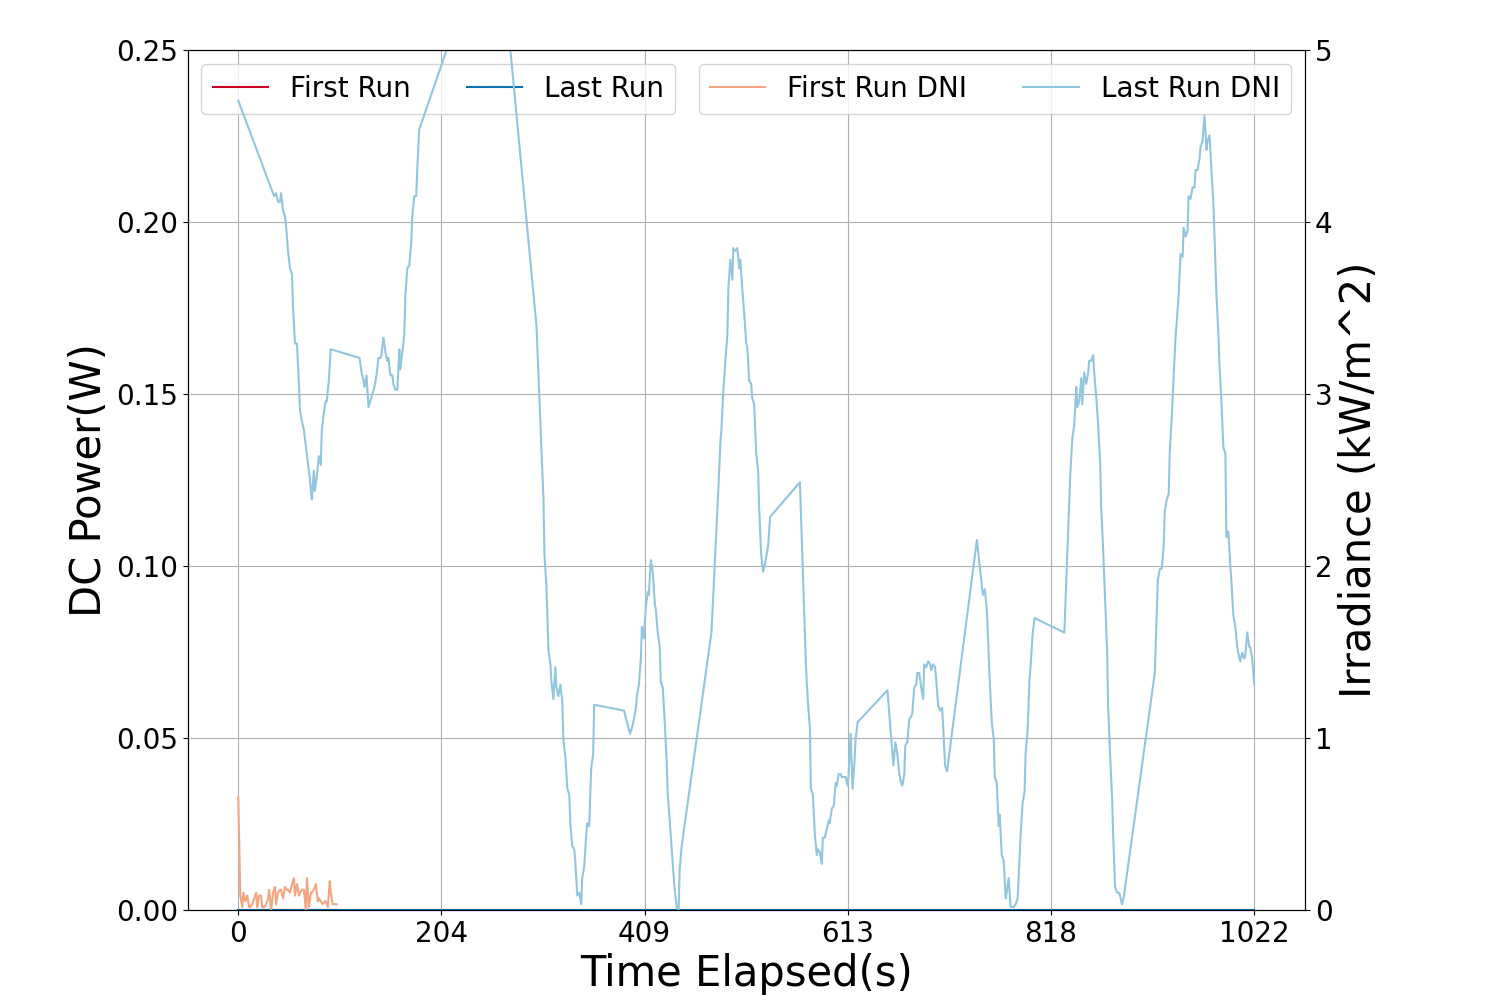 First Run
Last Run
First Run DNI
Last Run DNI
DC Power(W)
0.25
0.20
0.15
0.10
0.05
0.00
5
4
3
2
1
0
Irradiance (kW/m^2)
0 204 409 613 818 1022
Time Elapsed(s)